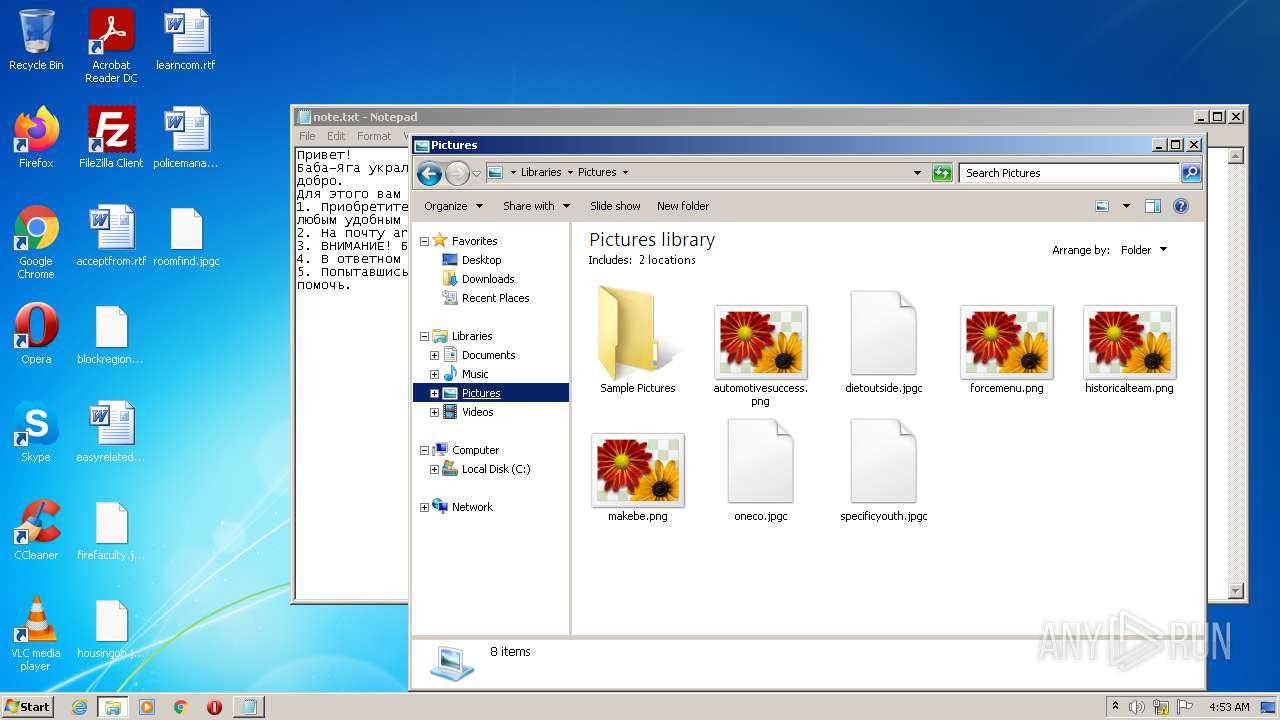 Recycle Bin
Acrobat
Reader DC
learncom.rtf
Firefox
FileZilla Client
policemana...
Google
Chrome
acceptfrom.rtf
roomfind.jpgc
Opera
blockregion...
Skype
easyrelated...
CCleaner
firefaculty.j...
VLC media
player
housingoh.j...
note.txt - Notepad
File Edit Format
Привет!
Баба-Яга украл
добро.
Для этого вам
1. Приобретите
любым удобным
2. На почту ar
3. ВНИМАНИЕ! Б
4. В ответном
5. Попытавшись
помочь.
Pictures
Libraries Pictures
Search Pictures
Organize Share with Slide show New folder
Favorites
Desktop
Downloads
Recent Places
Libraries
Documents
Music
Pictures
Videos
Computer
Local Disk (C:)
Network
Pictures library
Includes: 2 locations
Arrange by: Folder
Sample Pictures
automotivesuccess.
png
dietoutside.jpgc
forcemenu.png
historicalteam.png
makebe.png
oneco.jpgc
specificyouth.jpgc
8 items
ANY RUN
Start
4:53 AM